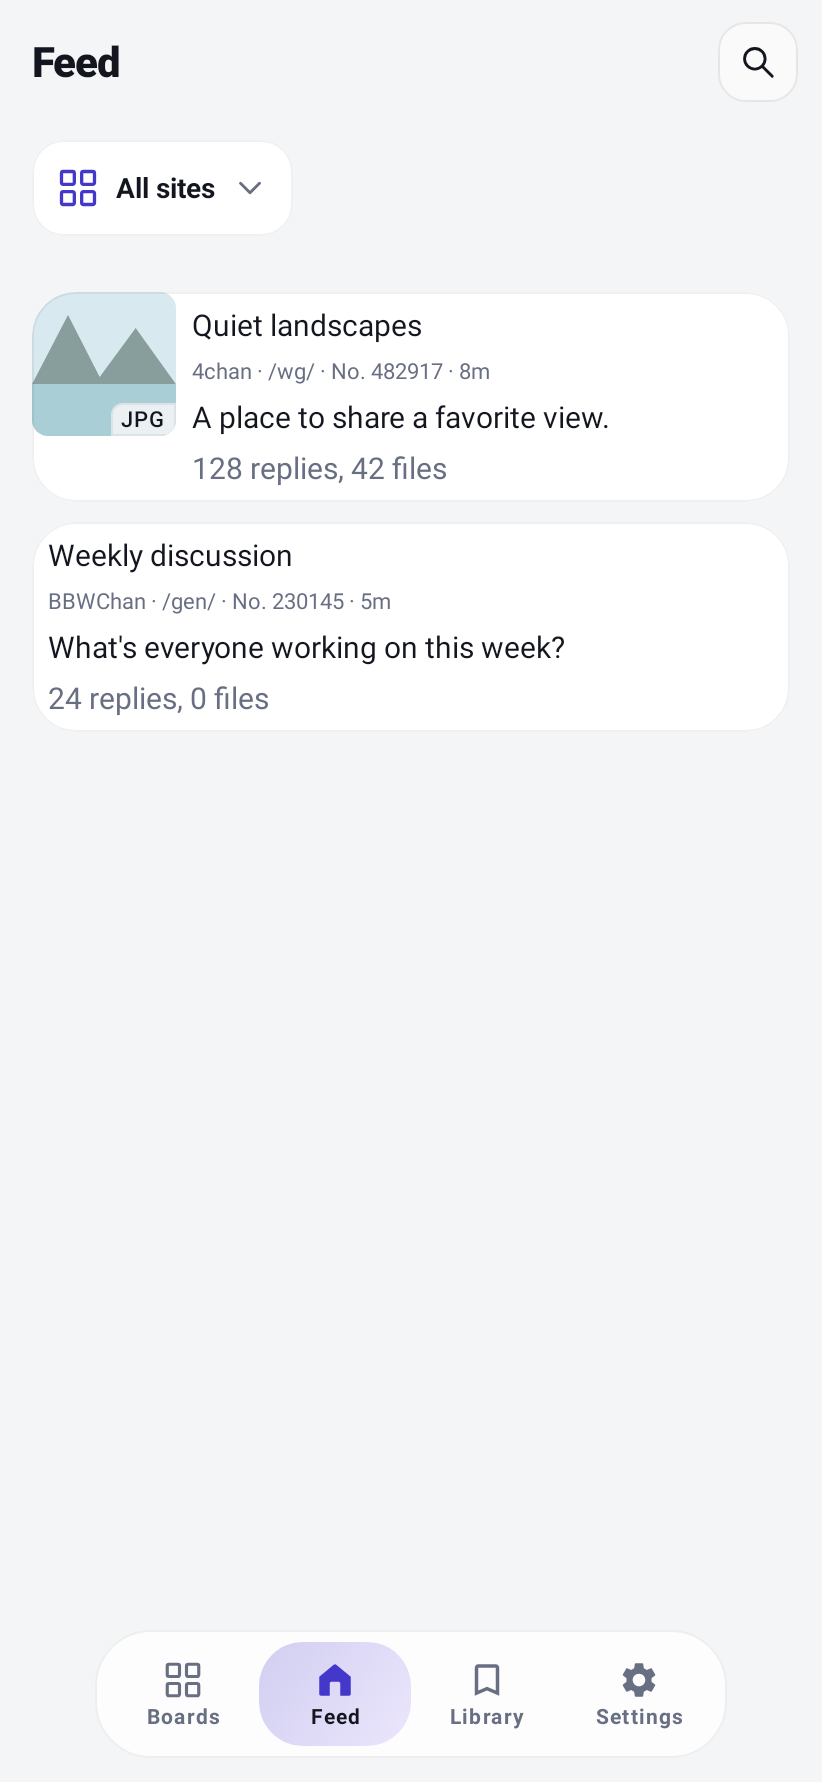 Feed
All sites
Quiet landscapes
4chan · /wg/ · No. 482917 · 8m
A place to share a favorite view.
JPG
128 replies, 42 files
Weekly discussion
BBWChan · /gen/ · No. 230145 · 5m
What's everyone working on this week?
24 replies, 0 files
Boards
Feed
Library
Settings